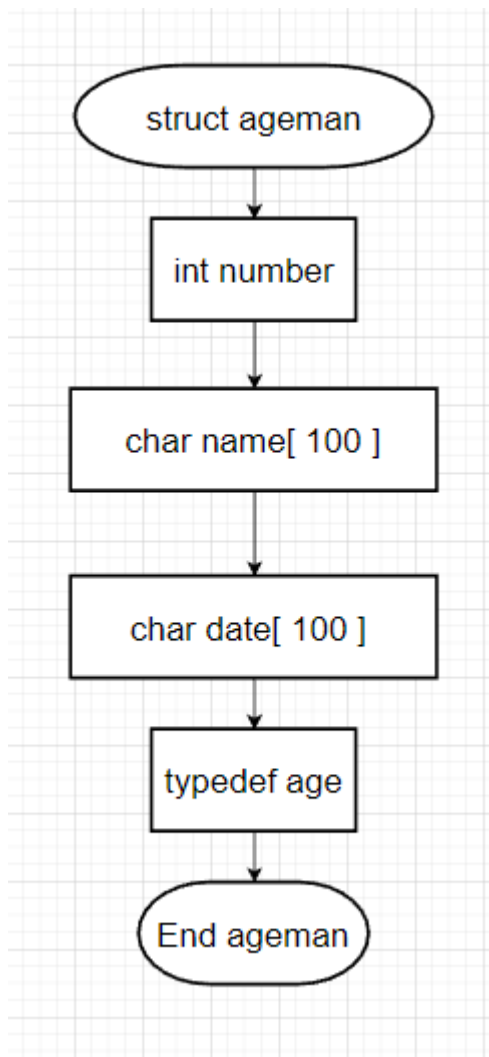 struct ageman
int number
char name[ 100 ]
char date[ 100 ]
typedef age
End ageman